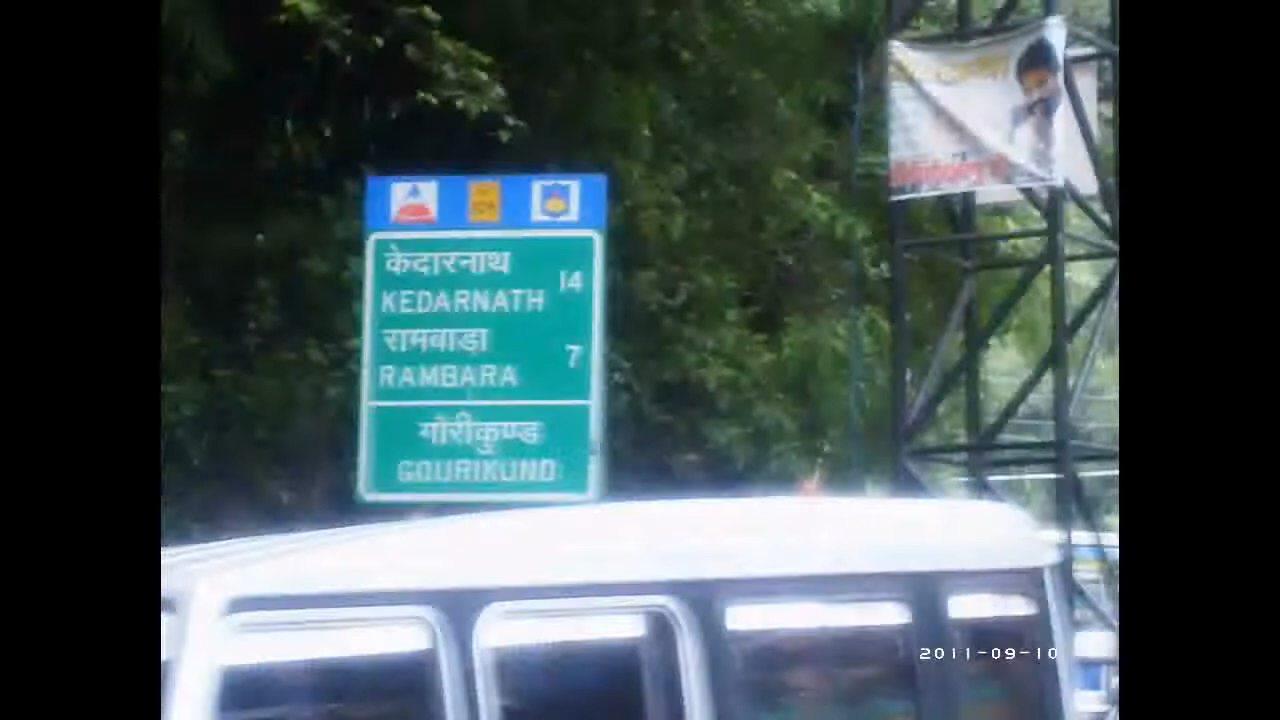 केदारनाथ
14
KEDARNATH
रामबाड़ा
7
RAMBARA
गोरीकुण्ड
GOURIKUND
2011-09-10